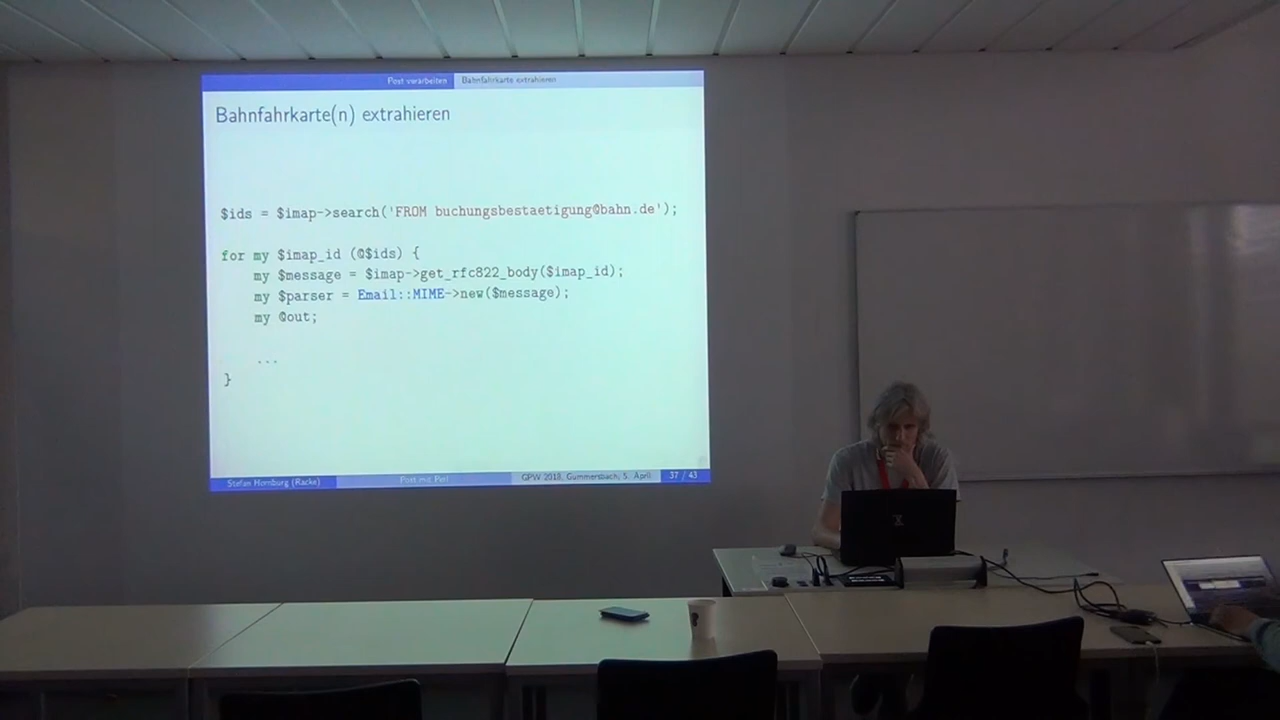 Post verarbeiten Bahnfahrkarte extrahieren
Bahnfahrkarte(n) extrahieren
$ids = $imap->search('FROM buchungsbestaetigung@bahn.de');
for my $imap_id (@$ids) {
my $message = $imap->get_rfc822_body($imap_id);
my $parser = Email::MIME->new($message);
my @out;
...
}
Stefan Hornburg (Racke) Post mit Perl GPW 2018, Gummersbach, 5. April 37 / 43